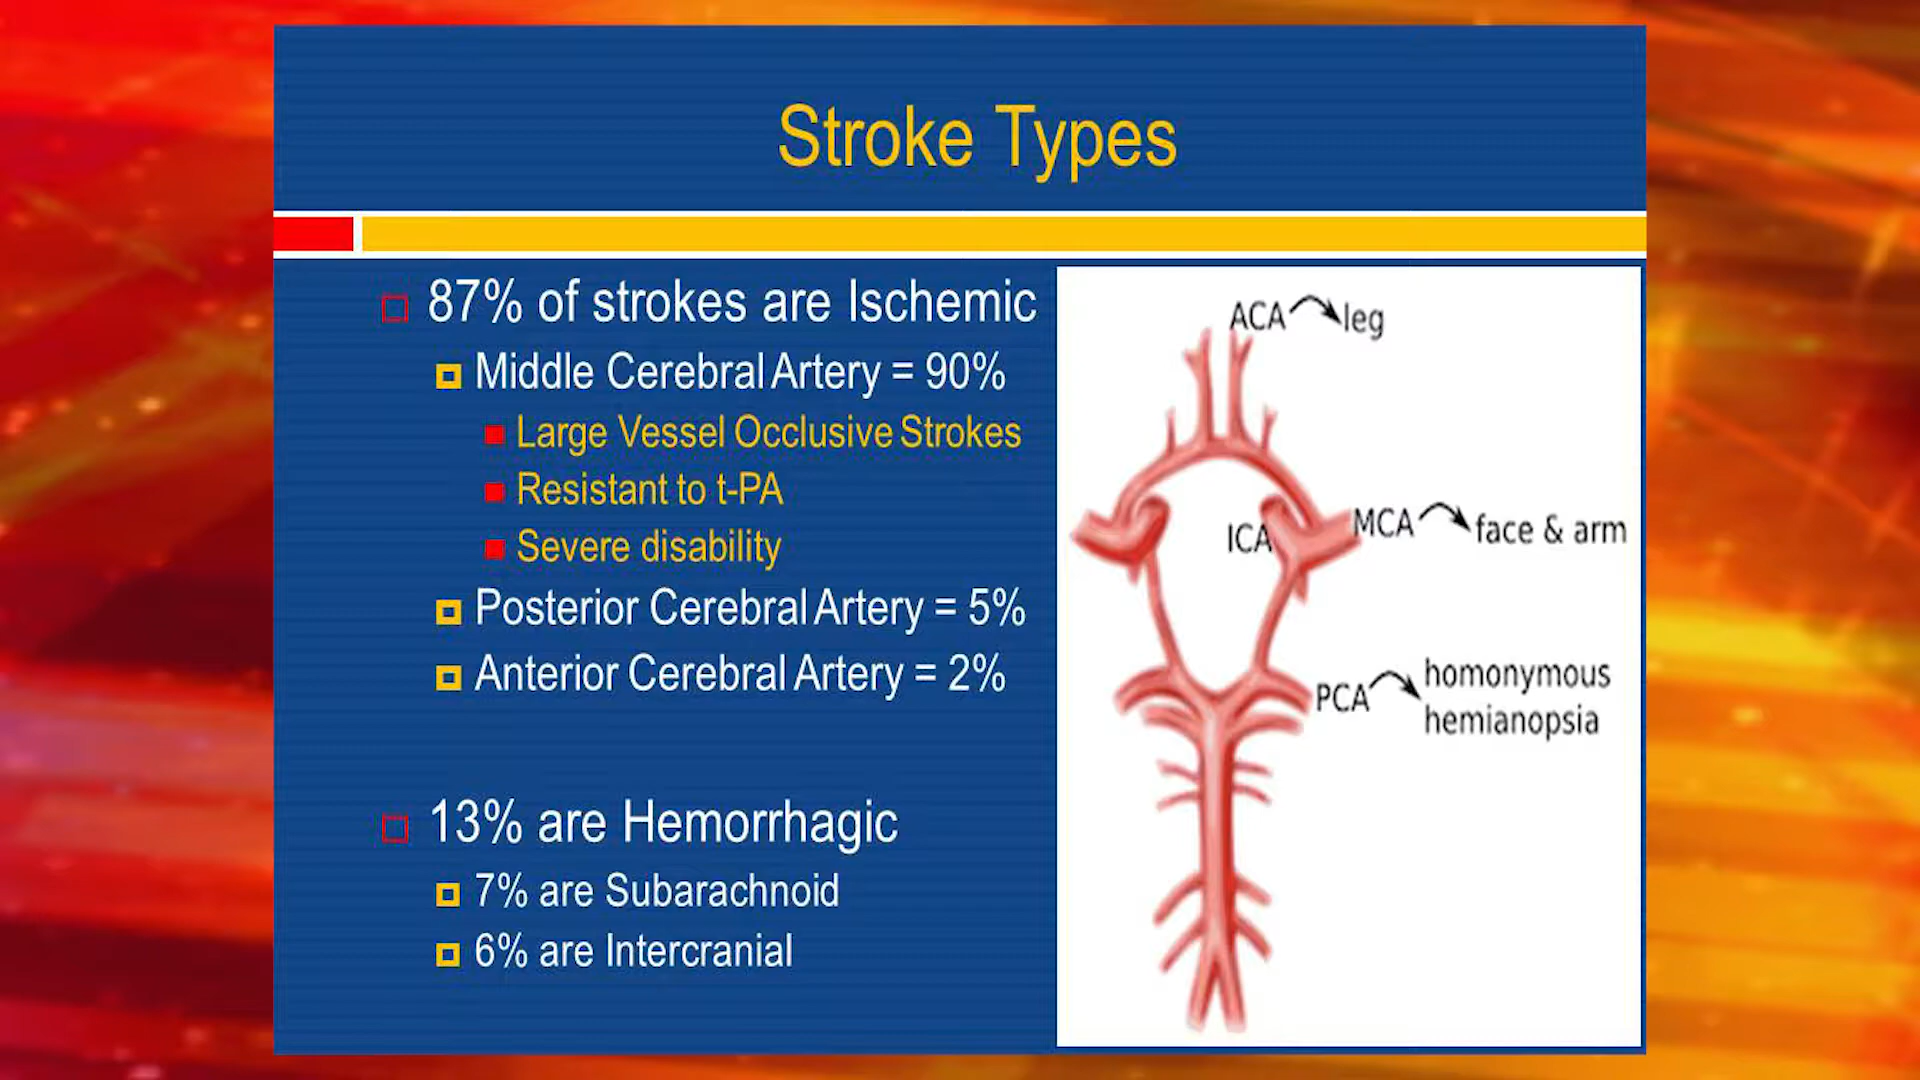 Stroke Types
87% of strokes are Ischemic
Middle Cerebral Artery = 90%
Large Vessel Occlusive Strokes
Resistant to t-PA
Severe disability
Posterior Cerebral Artery = 5%
Anterior Cerebral Artery = 2%
13% are Hemorrhagic
7% are Subarachnoid
6% are Intercranial
ACA leg
ICA MCA face & arm
PCA homonymous
hemianopsia